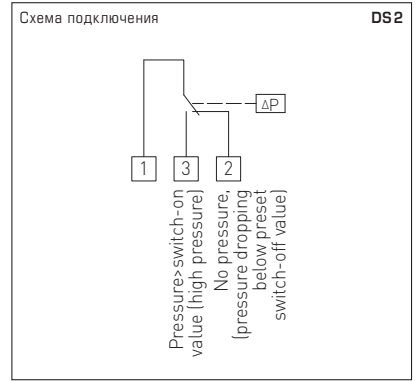 Схема подключения
DS2
ΔP
1
3
2
Pressure>switch-on
value (high pressure)
No pressure,
(pressure dropping
below preset
switch-off value)